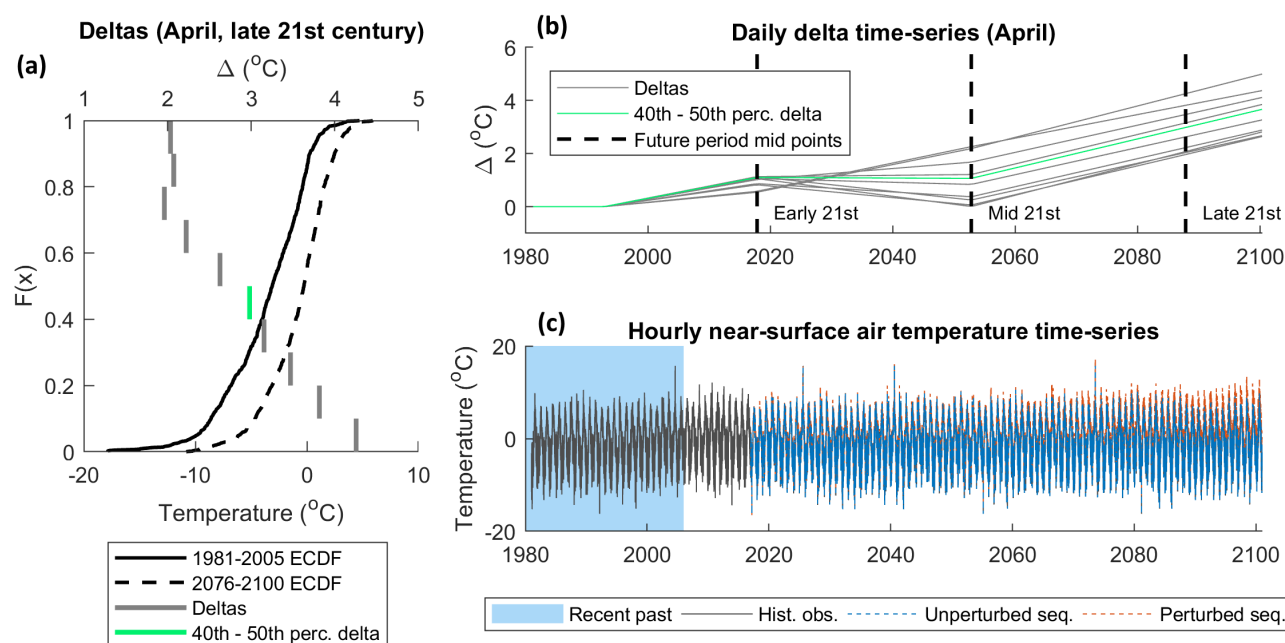 Deltas (April, late 21st century)
(a)
Δ (°C)
1 2 3 4 5
1
0.8
0.6
0.4
0.2
0
F(x)
-20 -10 0 10
Temperature (°C)
1981-2005 ECDF
2076-2100 ECDF
Deltas
40th - 50th perc. delta
(b)
Daily delta time-series (April)
6
4
2
0
Δ (°C)
Deltas
40th - 50th perc. delta
Future period mid points
Early 21st
Mid 21st
Late 21st
1980 2000 2020 2040 2060 2080 2100
(c)
Hourly near-surface air temperature time-series
20
0
-20
Temperature (°C)
1980 2000 2020 2040 2060 2080 2100
Recent past
Hist. obs.
Unperturbed seq.
Perturbed seq.